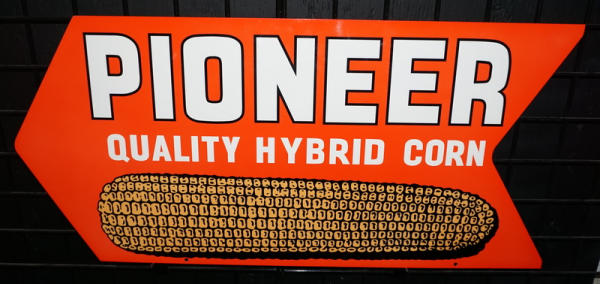 PIONEER
QUALITY HYBRID CORN